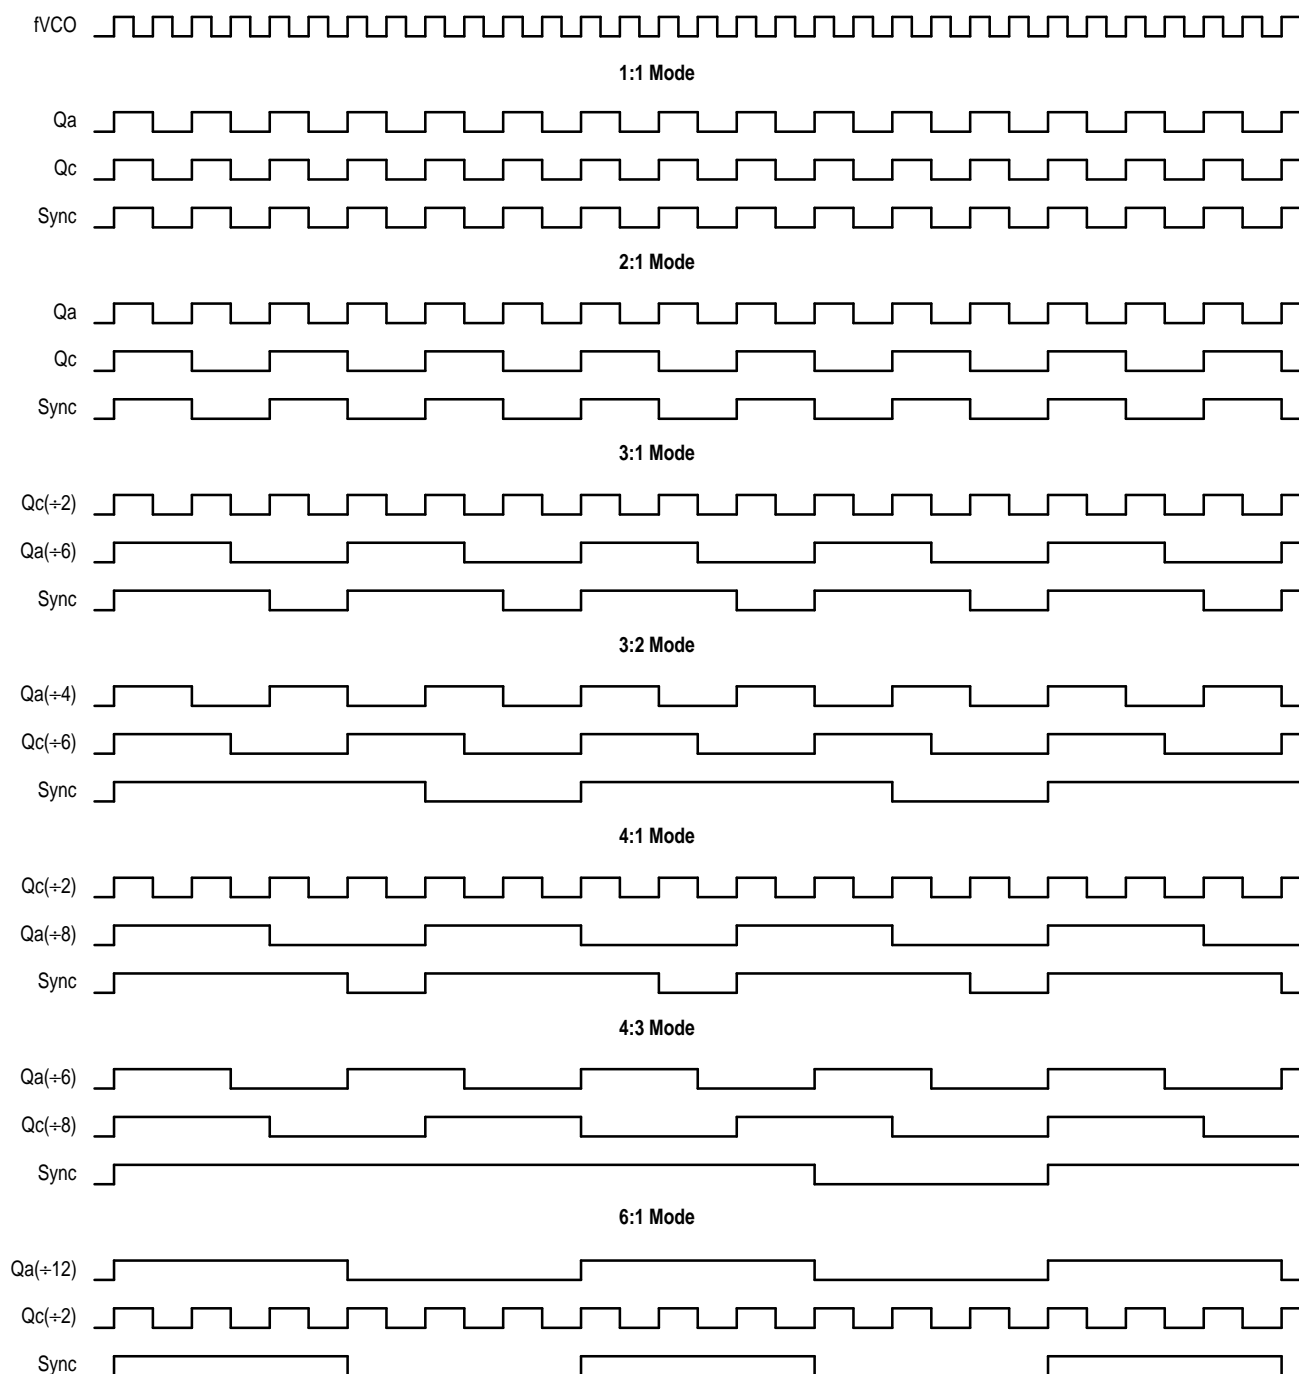 fVCO
1:1 Mode
Qa
Qc
Sync
2:1 Mode
Qa
Qc
Sync
3:1 Mode
Qc(÷2)
Qa(÷6)
Sync
3:2 Mode
Qa(÷4)
Qc(÷6)
Sync
4:1 Mode
Qc(÷2)
Qa(÷8)
Sync
4:3 Mode
Qa(÷6)
Qc(÷8)
Sync
6:1 Mode
Qa(÷12)
Qc(÷2)
Sync